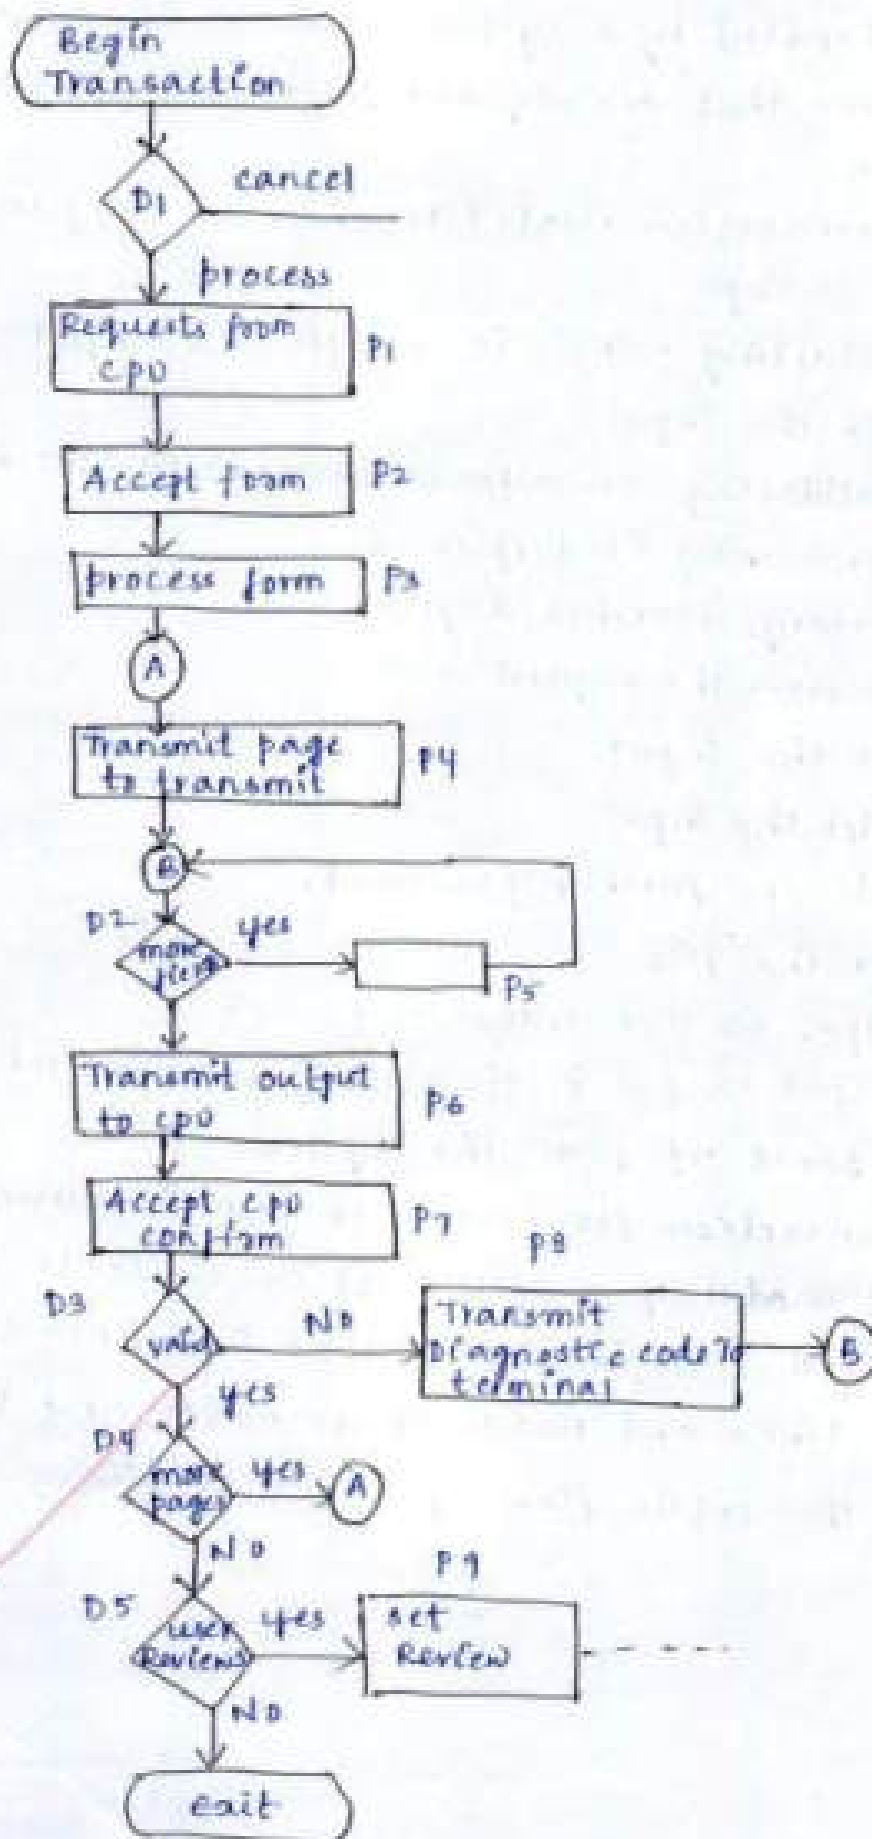 Begin
Transaction
D1
cancel
process
Requests from
CPU
P1
Accept form
P2
process form
P3
A
Transmit page
to transmit
P4
B
D2
yes
more
P5
Transmit output
to CPU
P6
Accept CPU
confirm
P7
P8
D3
valid
NO
Transmit
Diagnostic code To
terminal
B
yes
D4
more
pages
yes
A
NO
P9
D5
user
Reviews
yes
set
Review
NO
exit